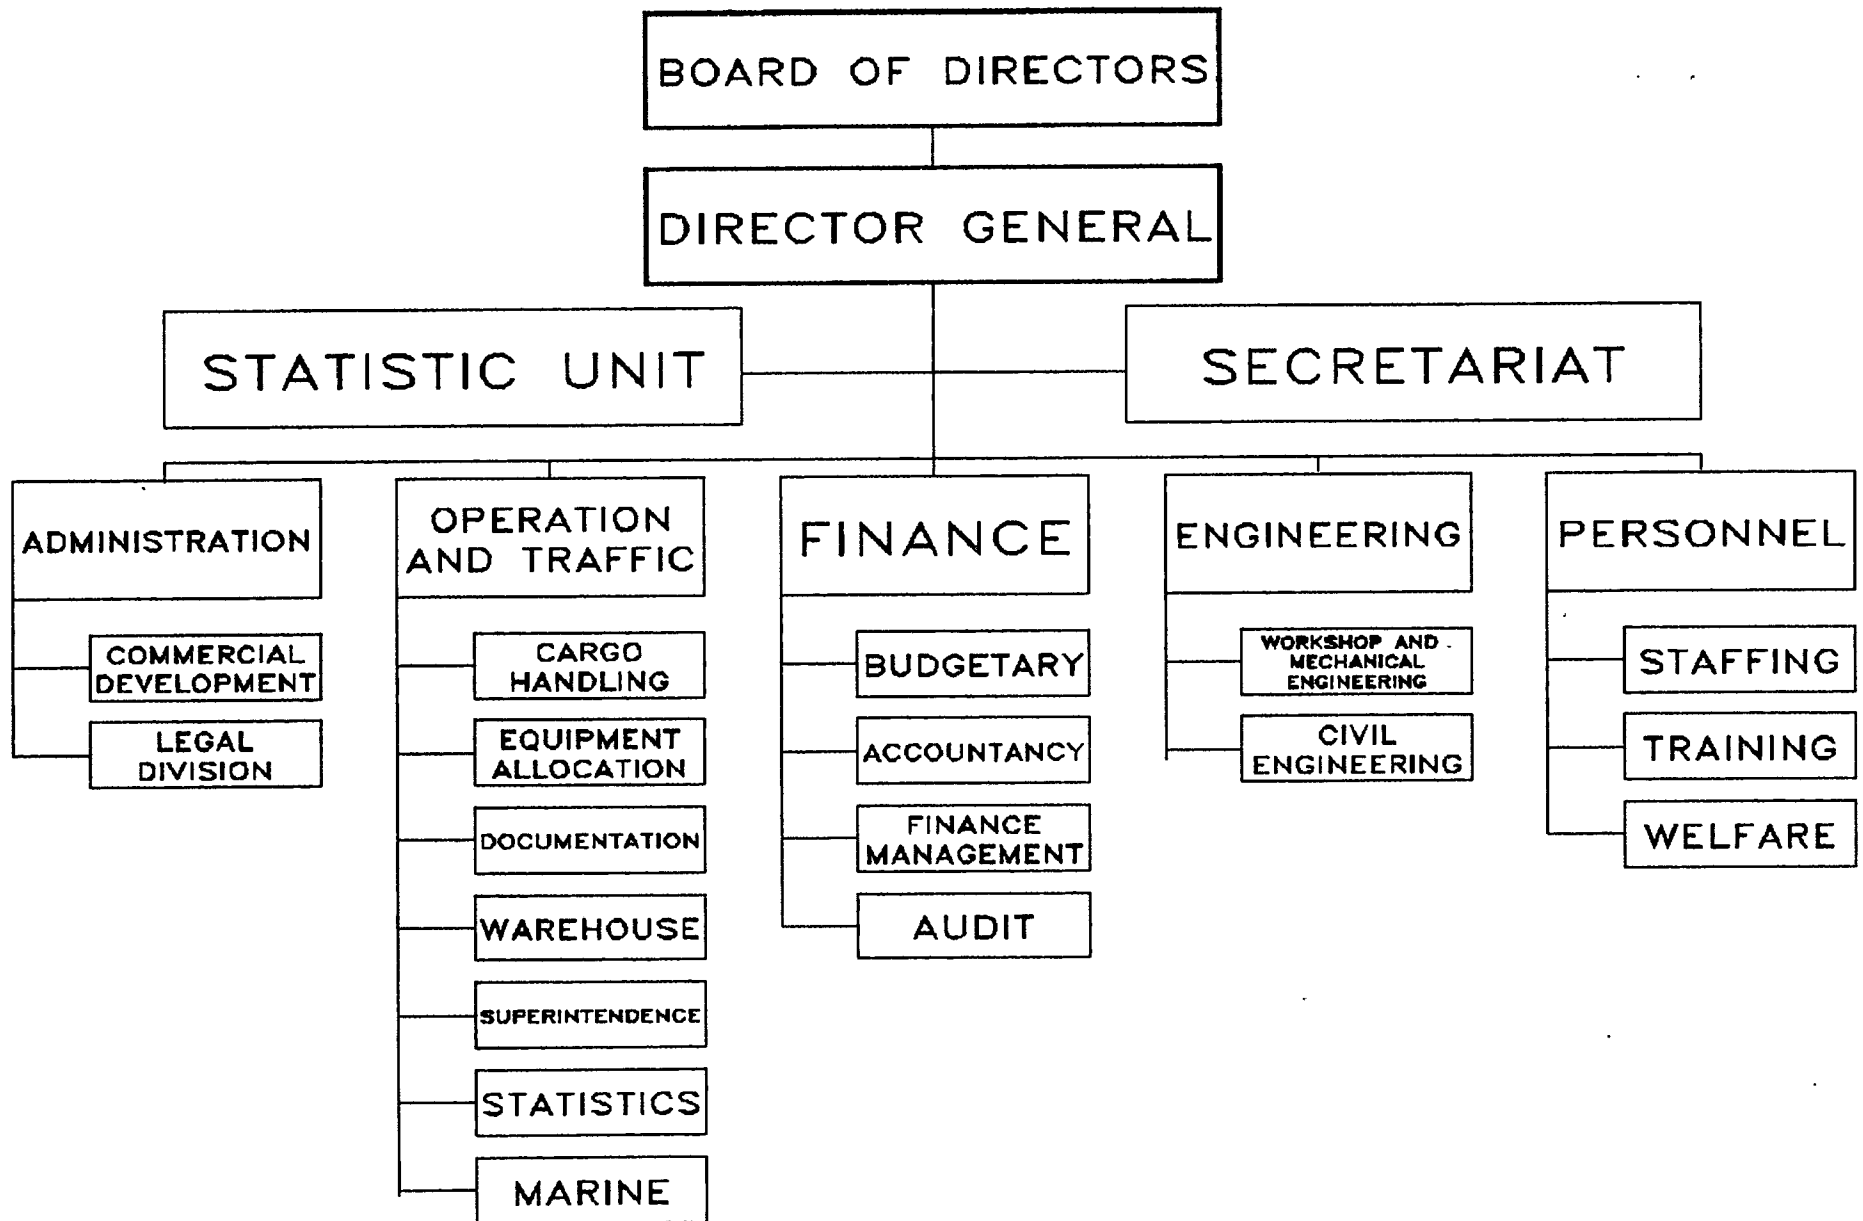 BOARD OF DIRECTORS
DIRECTOR GENERAL
STATISTIC UNIT
SECRETARIAT
ADMINISTRATION
COMMERCIAL
DEVELOPMENT
LEGAL
DIVISION
OPERATION
AND TRAFFIC
CARGO
HANDLING
EQUIPMENT
ALLOCATION
DOCUMENTATION
WAREHOUSE
SUPERINTENDENCE
STATISTICS
MARINE
FINANCE
BUDGETARY
ACCOUNTANCY
FINANCE
MANAGEMENT
AUDIT
ENGINEERING
WORKSHOP AND
MECHANICAL
ENGINEERING
CIVIL
ENGINEERING
PERSONNEL
STAFFING
TRAINING
WELFARE